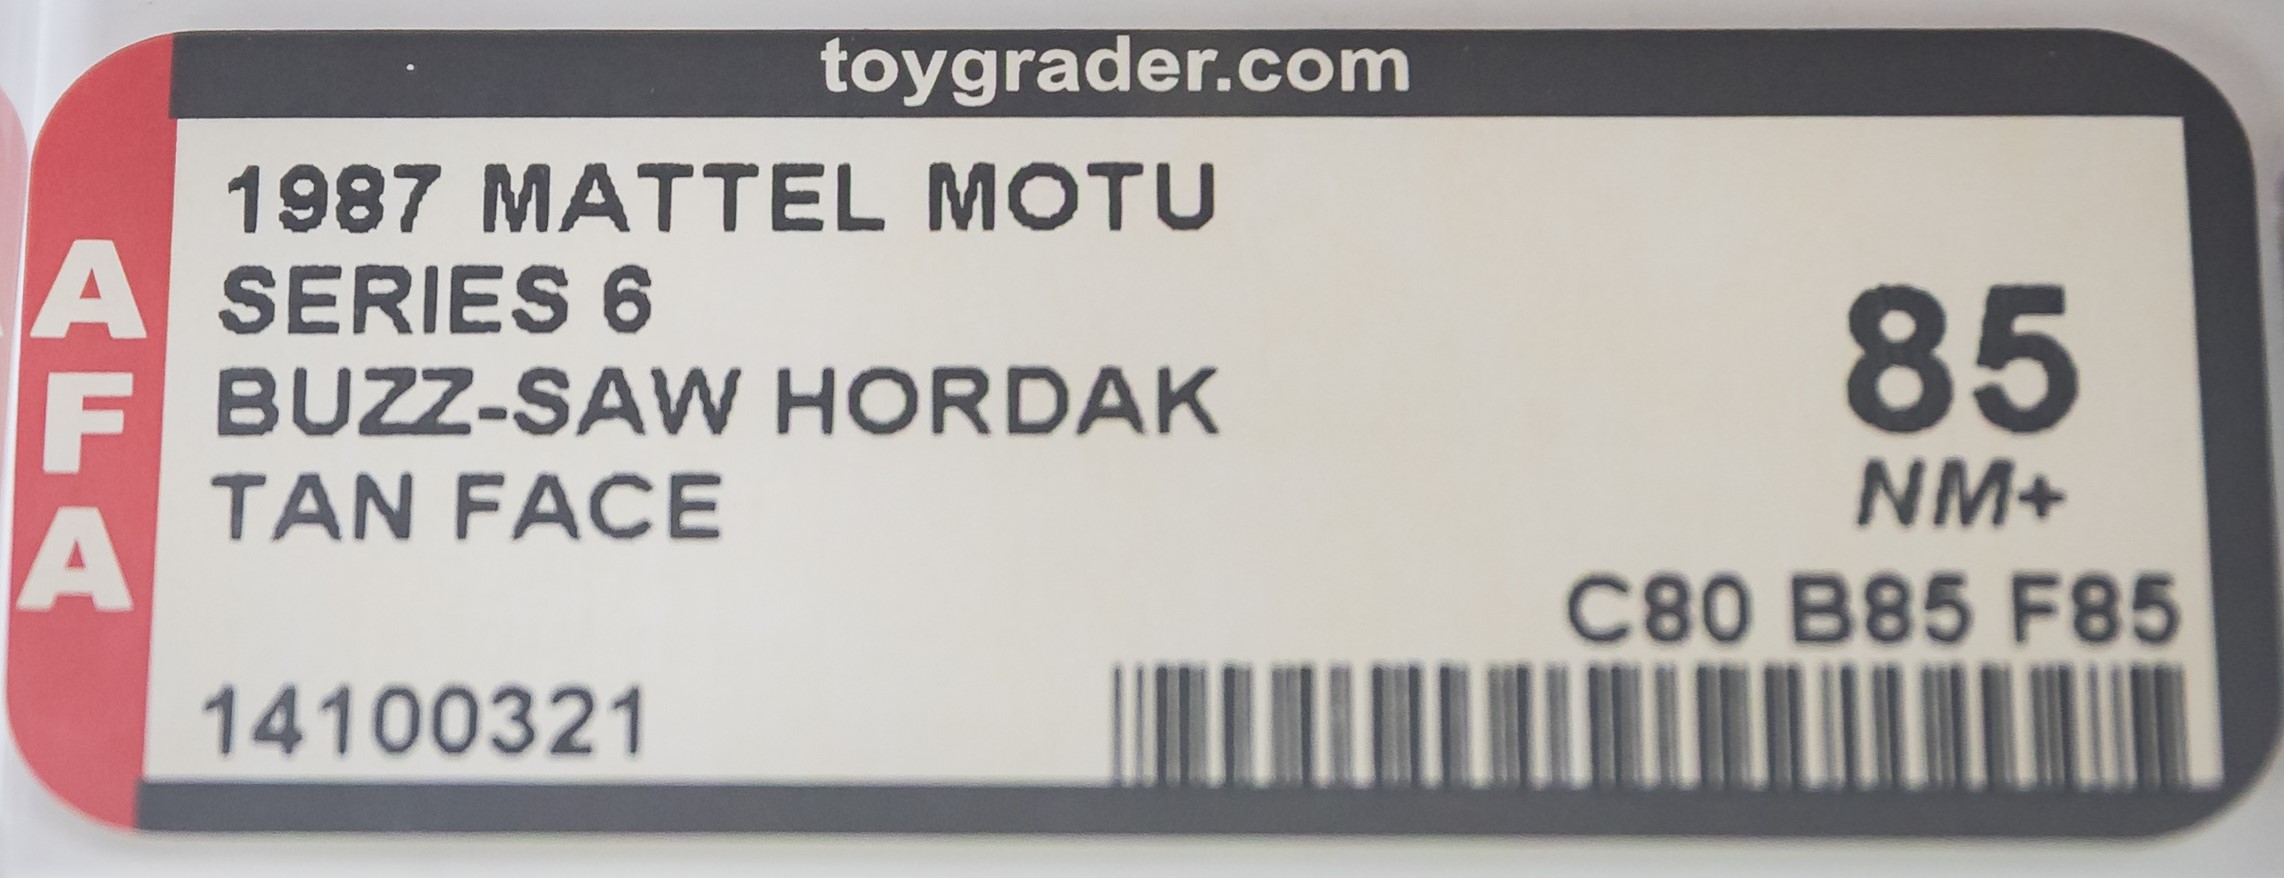 toygrader.com
AFA
1987 MATTEL MOTU
SERIES 6
BUZZ-SAW HORDAK
TAN FACE
85
NM+
C80 B85 F85
14100321